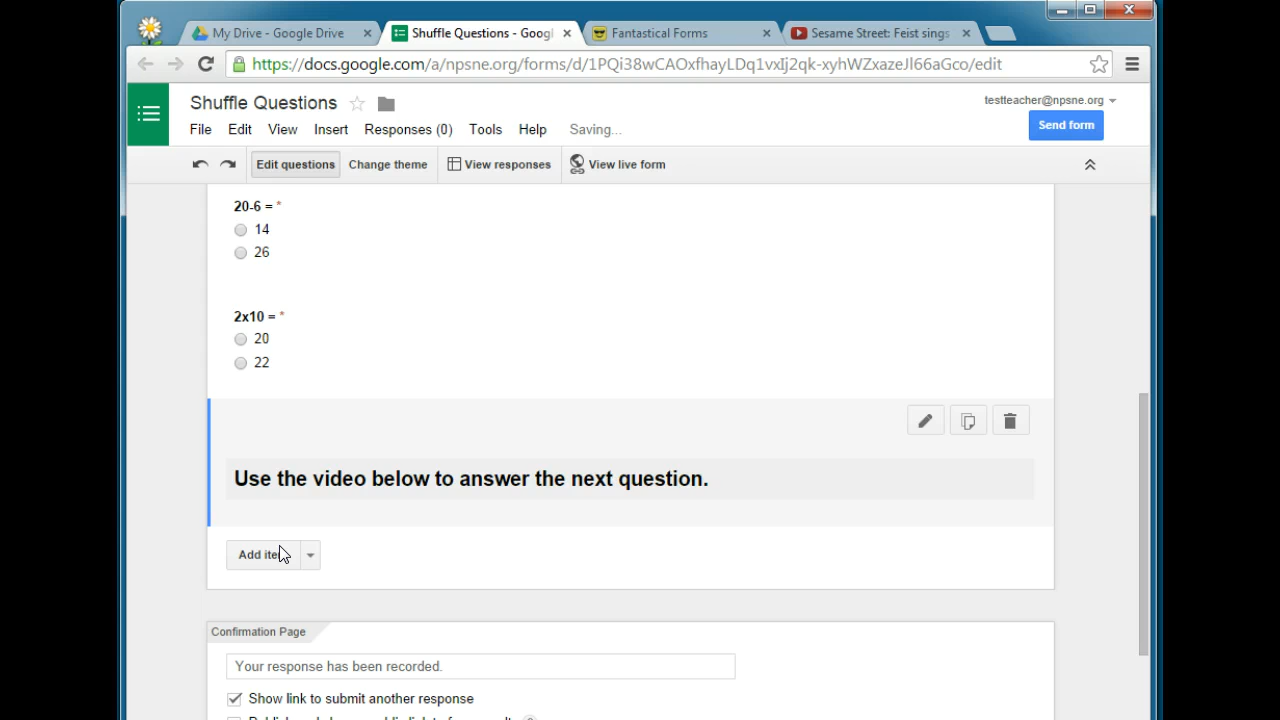 My Drive - Google Drive
Shuffle Questions - Googl
Fantastical Forms
Sesame Street: Feist sings
https://docs.google.com/a/npsne.org/forms/d/1PQi38wCAOxfhayLDq1vxIj2qk-xyhWZxazeJl66aGco/edit
Shuffle Questions
testteacher@npsne.org
File Edit View Insert Responses (0) Tools Help Saving...
Send form
Edit questions Change theme View responses View live form
20-6 = *
14
26
2x10 = *
20
22
Use the video below to answer the next question.
Add item
Confirmation Page
Your response has been recorded.
Show link to submit another response